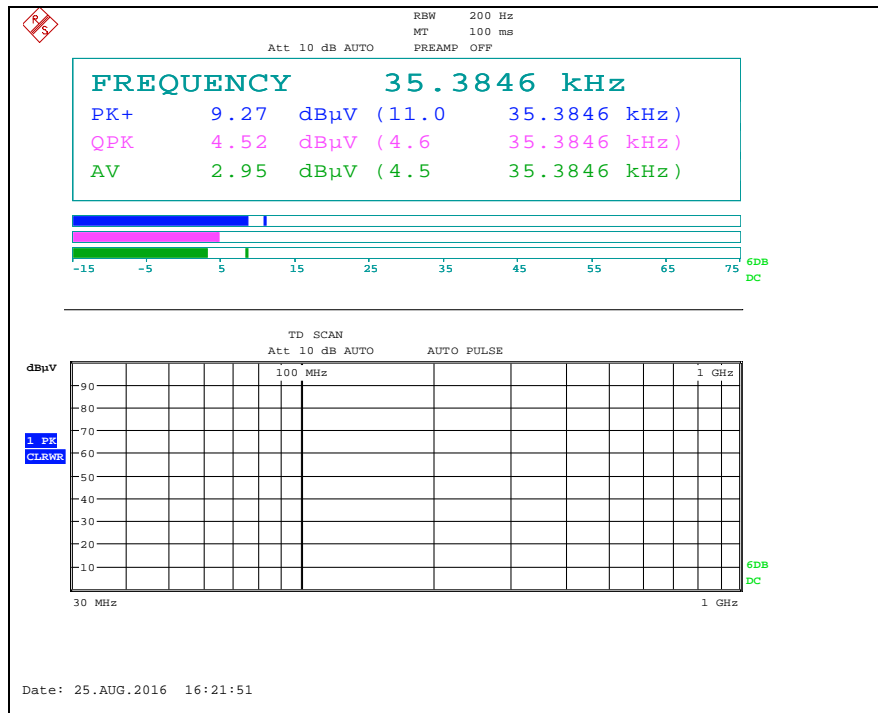 R S
RBW 200 Hz
MT 100 ms
Att 10 dB AUTO PREAMP OFF
FREQUENCY 35.3846 kHz
PK+ 9.27 dBµV (11.0 35.3846 kHz)
QPK 4.52 dBµV (4.6 35.3846 kHz)
AV 2.95 dBµV (4.5 35.3846 kHz)
-15 -5 5 15 25 35 45 55 65 75
6DB
DC
TD SCAN
Att 10 dB AUTO AUTO PULSE
dBµV
100 MHz 1 GHz
90
80
70
1 PK
CLRWR
60
50
40
30
20
10
6DB
DC
30 MHz 1 GHz
Date: 25.AUG.2016 16:21:51